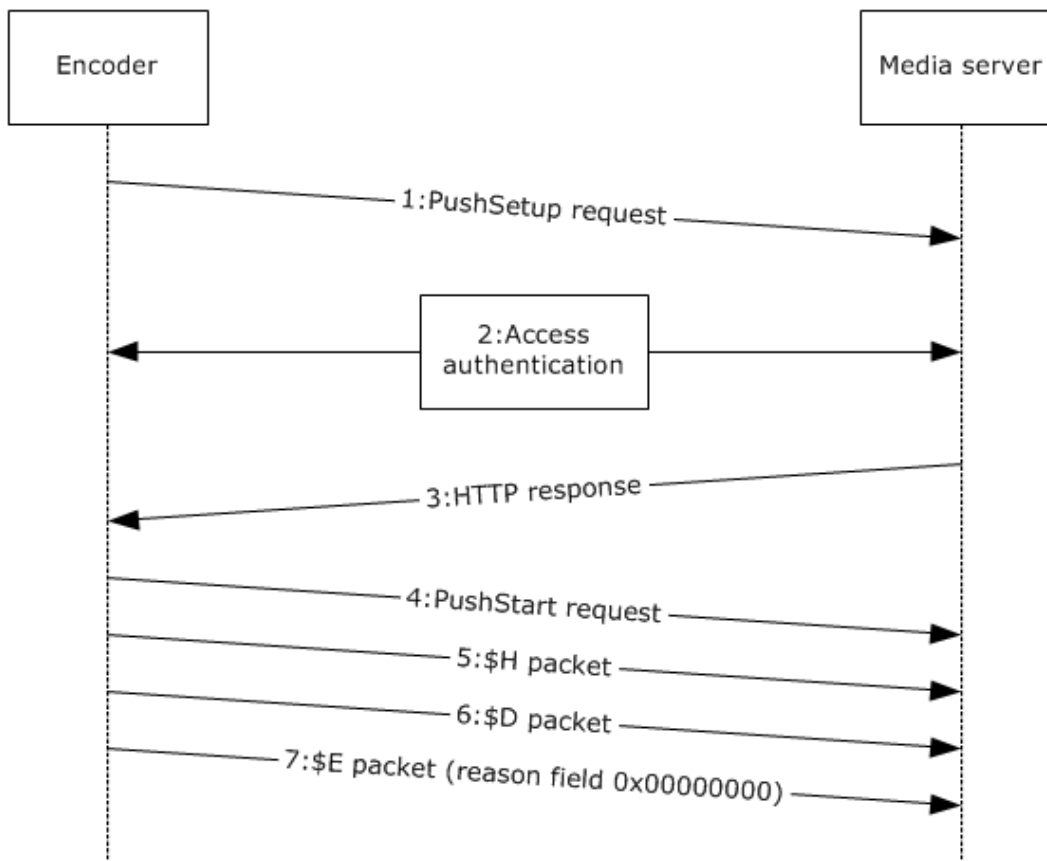 Encoder
Media server
1:PushSetup request
2:Access
authentication
3:HTTP response
4:PushStart request
5:$H packet
6:$D packet
7:$E packet (reason field 0x00000000)